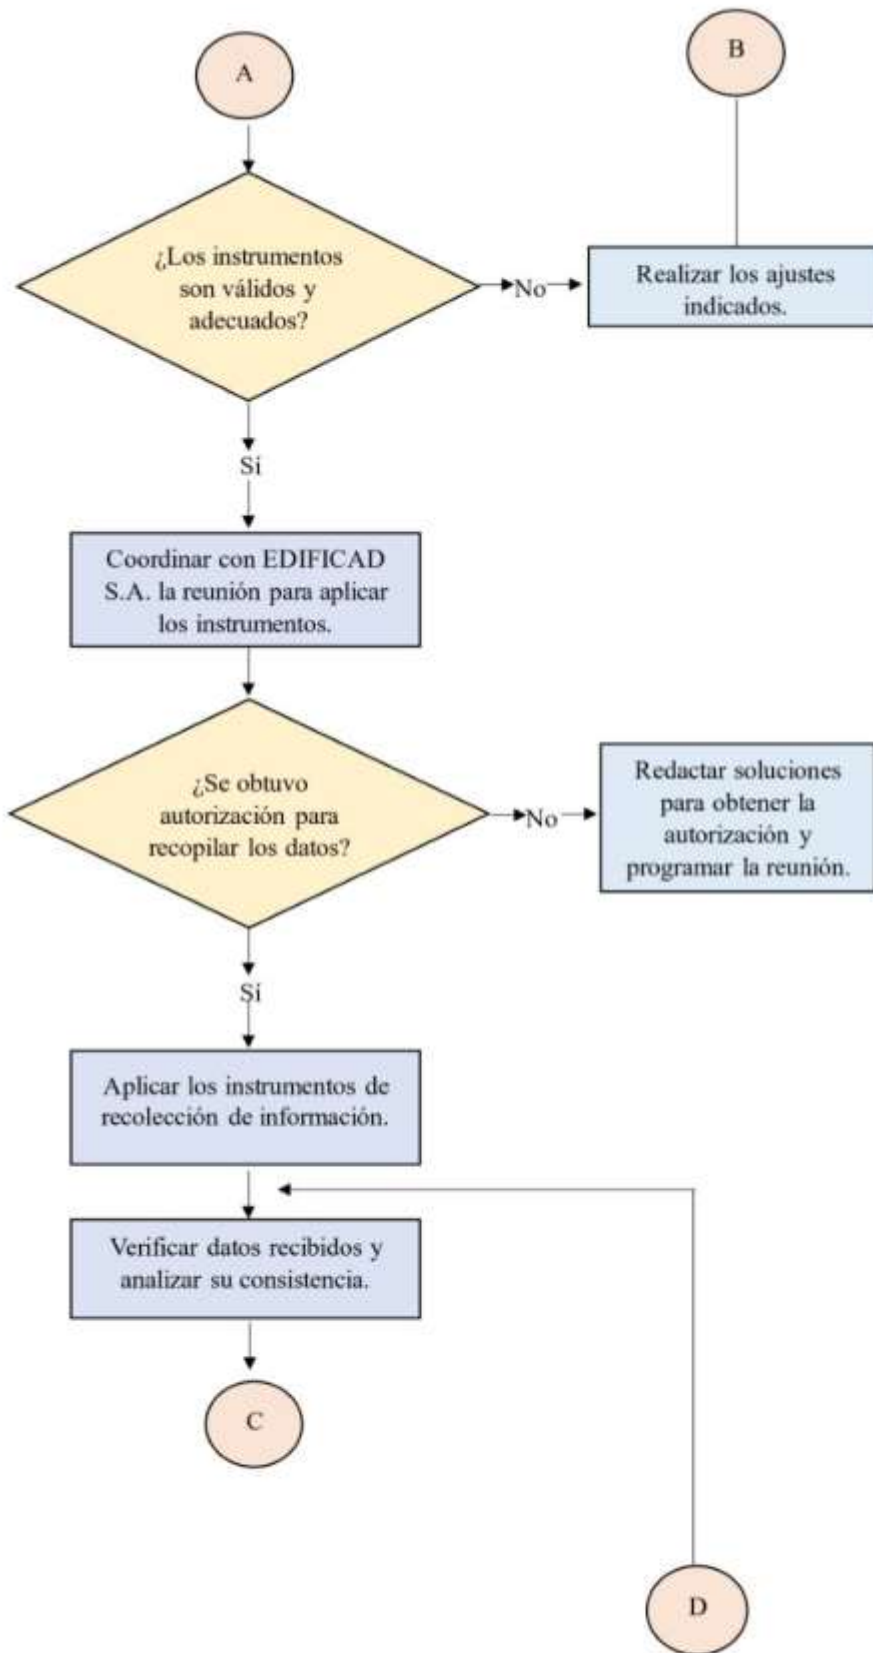 A
B
¿Los instrumentos
son válidos y
adecuados?
No
Realizar los ajustes
indicados.
Sí
Coordinar con EDIFICAD
S.A. la reunión para aplicar
los instrumentos.
¿Se obtuvo
autorización para
recopilar los datos?
No
Redactar soluciones
para obtener la
autorización y
programar la reunión.
Sí
Aplicar los instrumentos de
recolección de información.
Verificar datos recibidos y
analizar su consistencia.
C
D